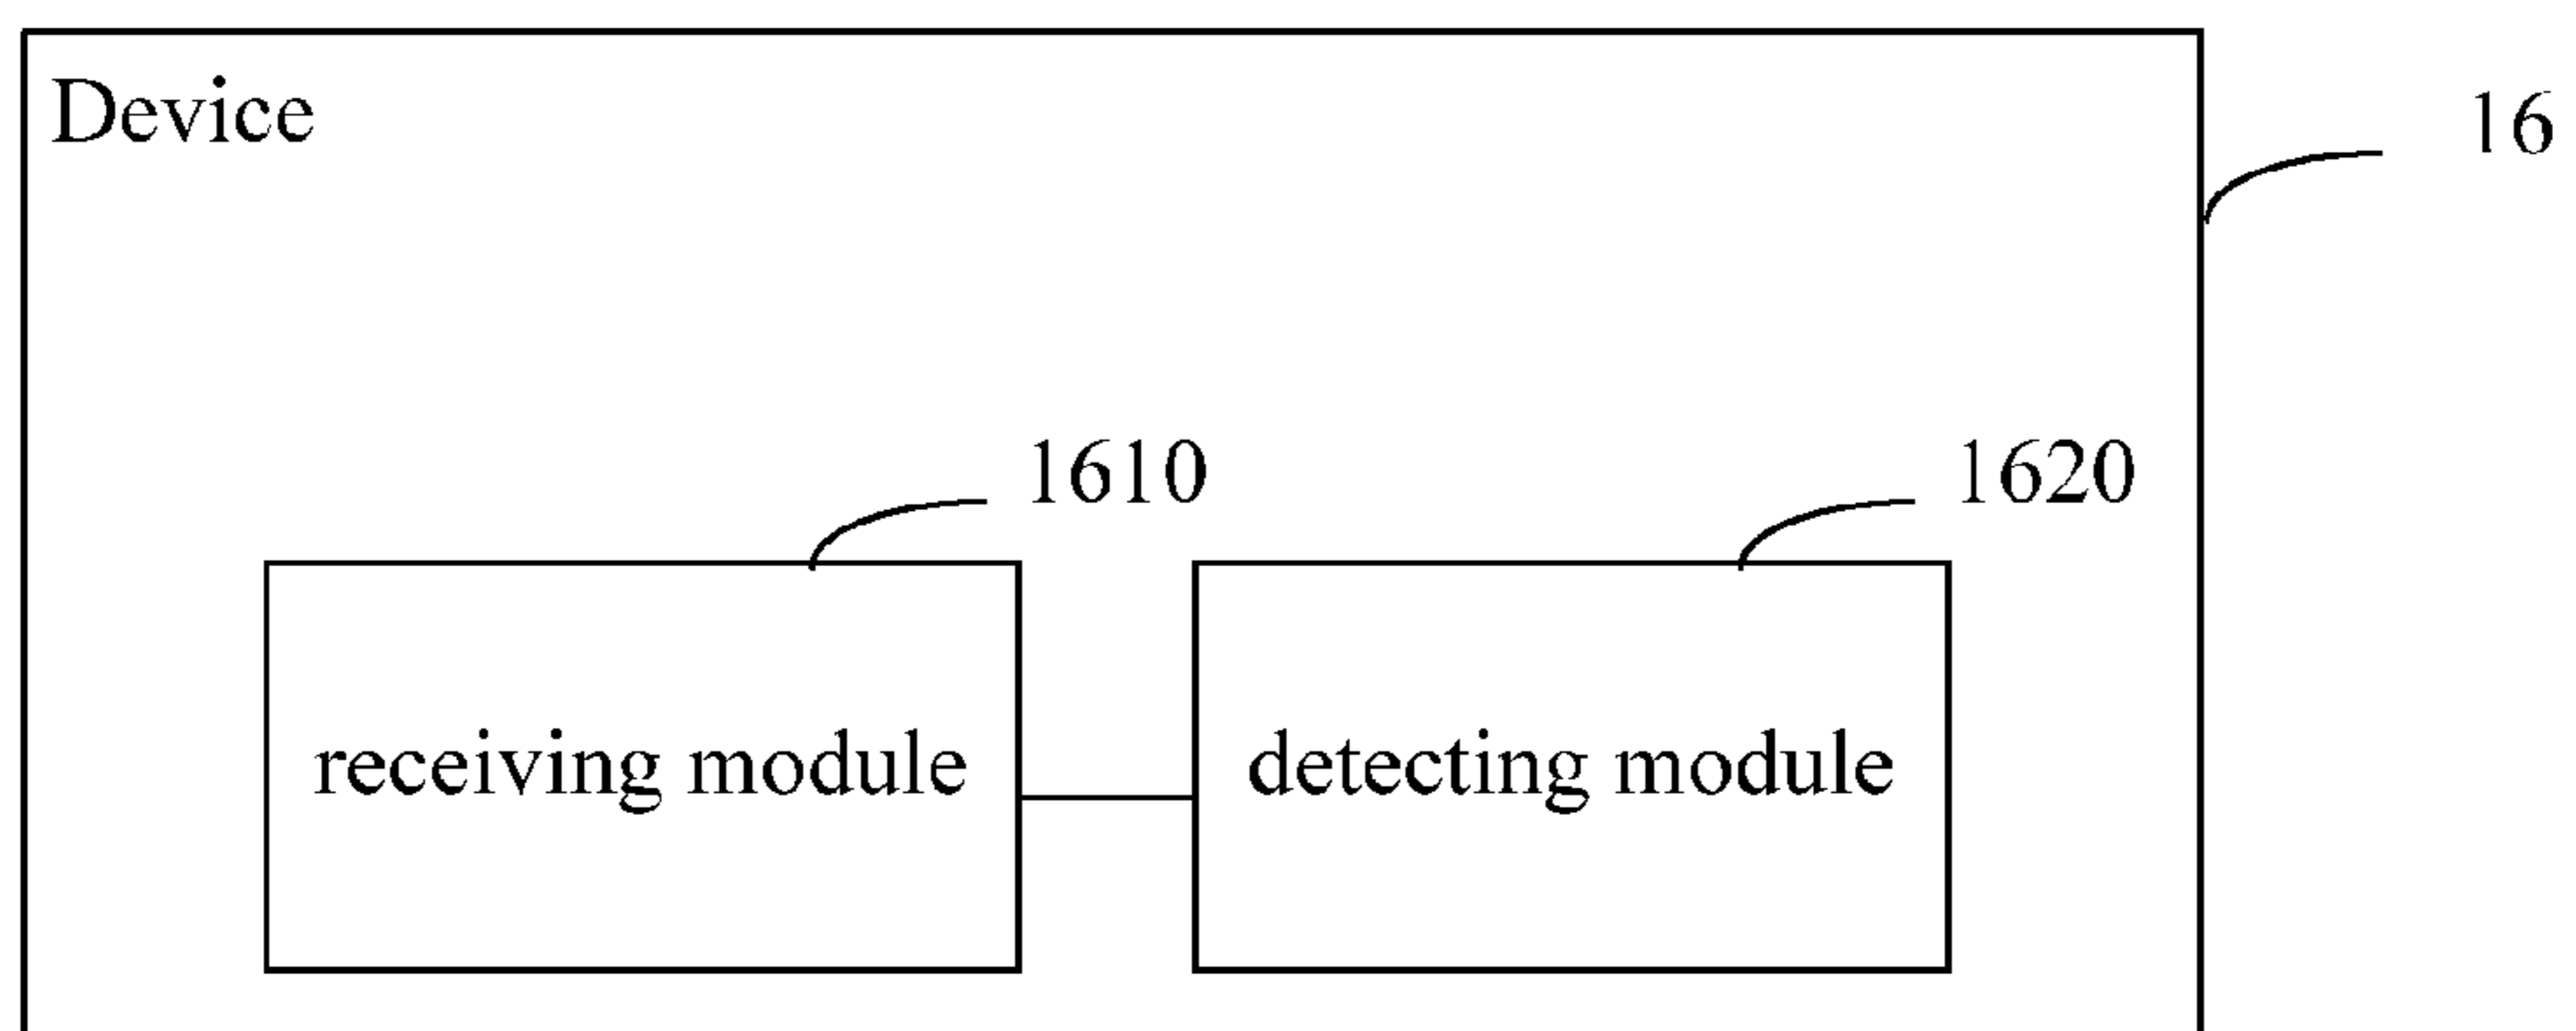 Device
16
1610
1620
receiving module
detecting module